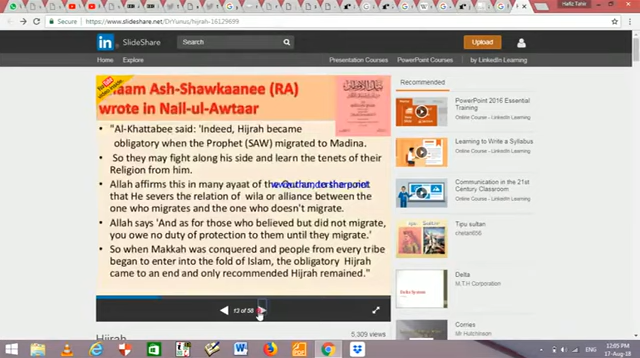 Hafiz Tahir
Secure https://www.slideshare.net/DrYunus/hijrah-16129699
in SlideShare Search Upload
Home Explore Presentation Courses PowerPoint Courses by LinkedIn Learning
aam Ash-Shawkaanee (RA)
wrote in Nail-ul-Awtaar
• "Al-Khattabee said: 'Indeed, Hijrah became
obligatory when the Prophet (SAW) migrated to Madina.
• So they may fight along his side and learn the tenets of their
Religion from him.
• Allah affirms this in many ayaat of the Qur'an, to the point
that He severs the relation of wila or alliance between the
one who migrates and the one who doesn't migrate.
• Allah says 'And as for those who believed but did not migrate,
you owe no duty of protection to them until they migrate.'
• So when Makkah was conquered and people from every tribe
began to enter into the fold of Islam, the obligatory Hijrah
came to an end and only recommended Hijrah remained."
13 of 58
Hijrah
5,309 views
Recommended
PowerPoint 2016 Essential
Training
Online Course - LinkedIn Learning
Learning to Write a Syllabus
Online Course - LinkedIn Learning
Communication in the 21st
Century Classroom
Online Course - LinkedIn Learning
Tipu sultan
Delta
M.T.H Corporation
Corries
Mr Hutchinson
ENG
12:05 PM